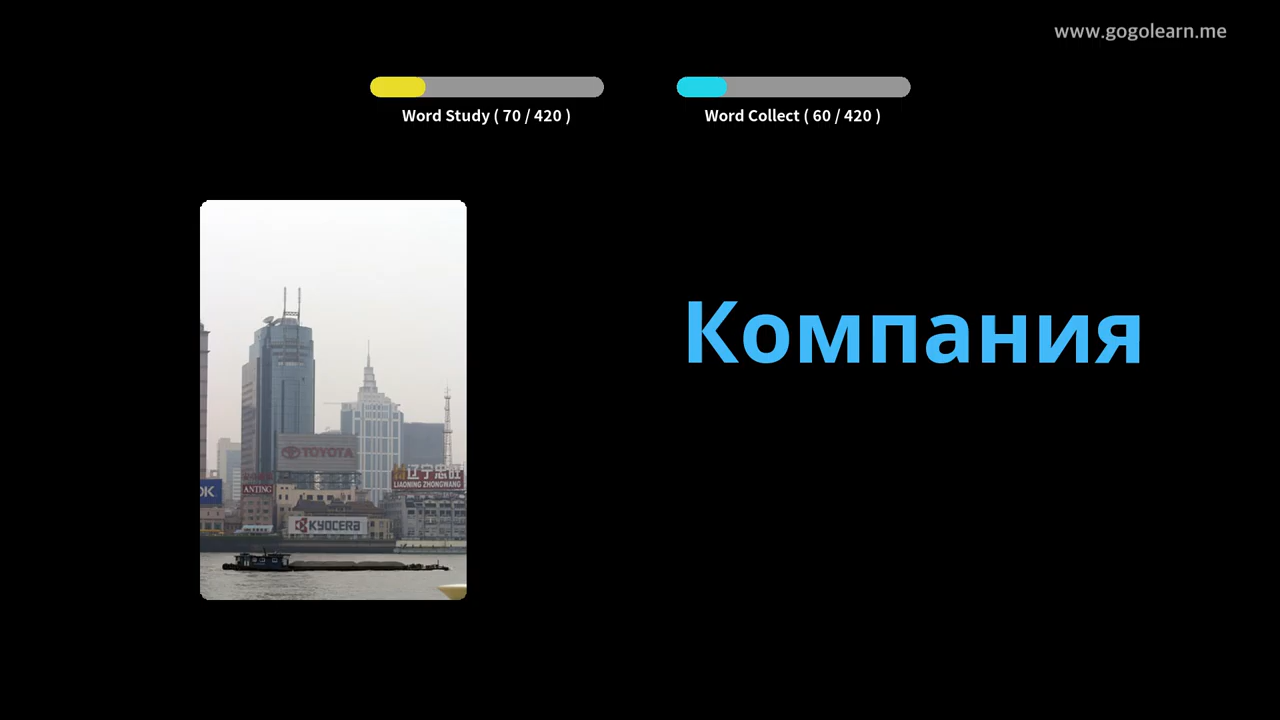 www.gogolearn.me
Word Study ( 70 / 420 )
Word Collect ( 60 / 420 )
Компания
TOYOTA
辽宁忠旺
LIAONING ZHONGWANG
OK
ANTING
KYOCERA